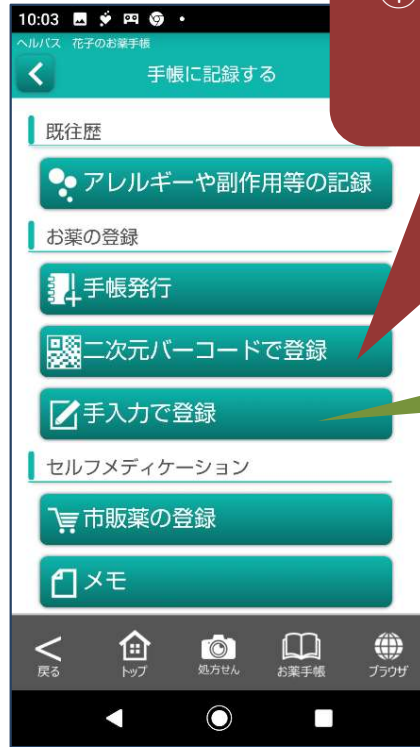 10:03
ヘルパス 花子のお薬手帳
手帳に記録する
既往歴
アレルギーや副作用等の記録
お薬の登録
手帳発行
二次元バーコードで登録
手入力で登録
セルフメディケーション
市販薬の登録
メモ
戻る トップ 処方せん お薬手帳 ブラウザ